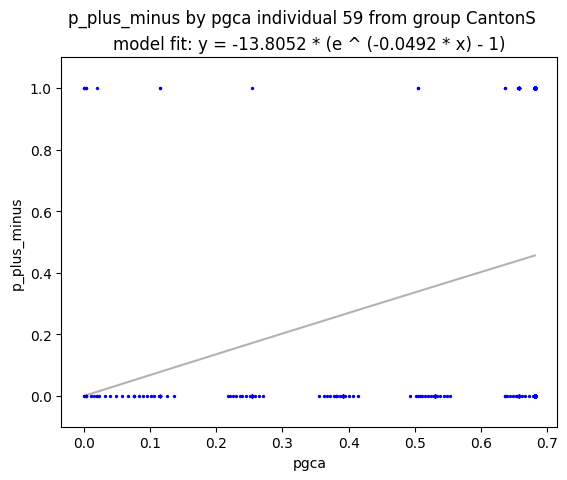 p_plus_minus by pgca individual 59 from group CantonS
model fit: y = -13.8052 * (e ^ (-0.0492 * x) - 1)
1.0
0.8
0.6
0.4
0.2
0.0
p_plus_minus
0.0 0.1 0.2 0.3 0.4 0.5 0.6 0.7
pgca